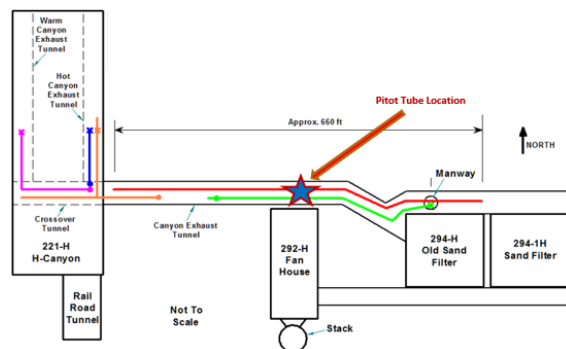 Warm
Canyon
Exhaust
Tunnel
Hot
Canyon
Exhaust
Tunnel
Pitot Tube Location
Approx. 660 ft
NORTH
Manway
Crossover
Tunnel
Canyon Exhaust
Tunnel
221-H
H-Canyon
292-H
Fan
House
294-H
Old Sand
Filter
294-1H
Sand Filter
Rail
Road
Tunnel
Not To
Scale
Stack